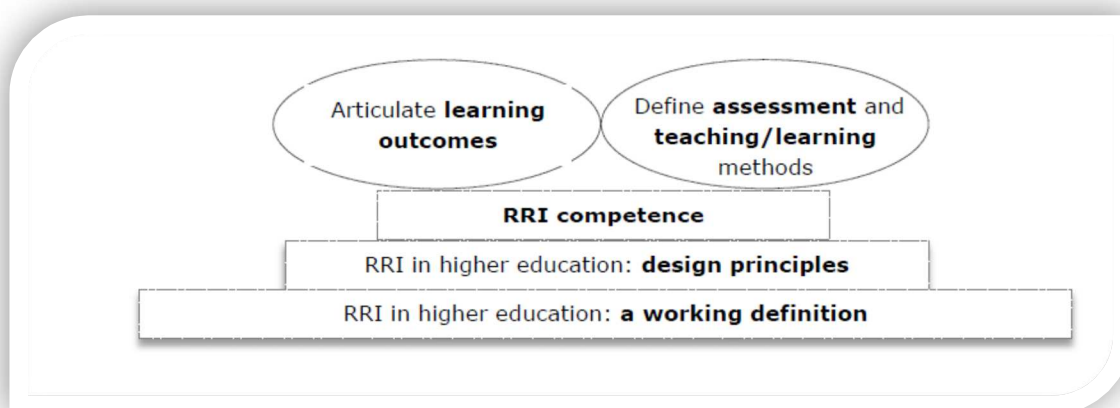 Articulate learning
outcomes
Define assessment and
teaching/learning
methods
RRI competence
RRI in higher education: design principles
RRI in higher education: a working definition